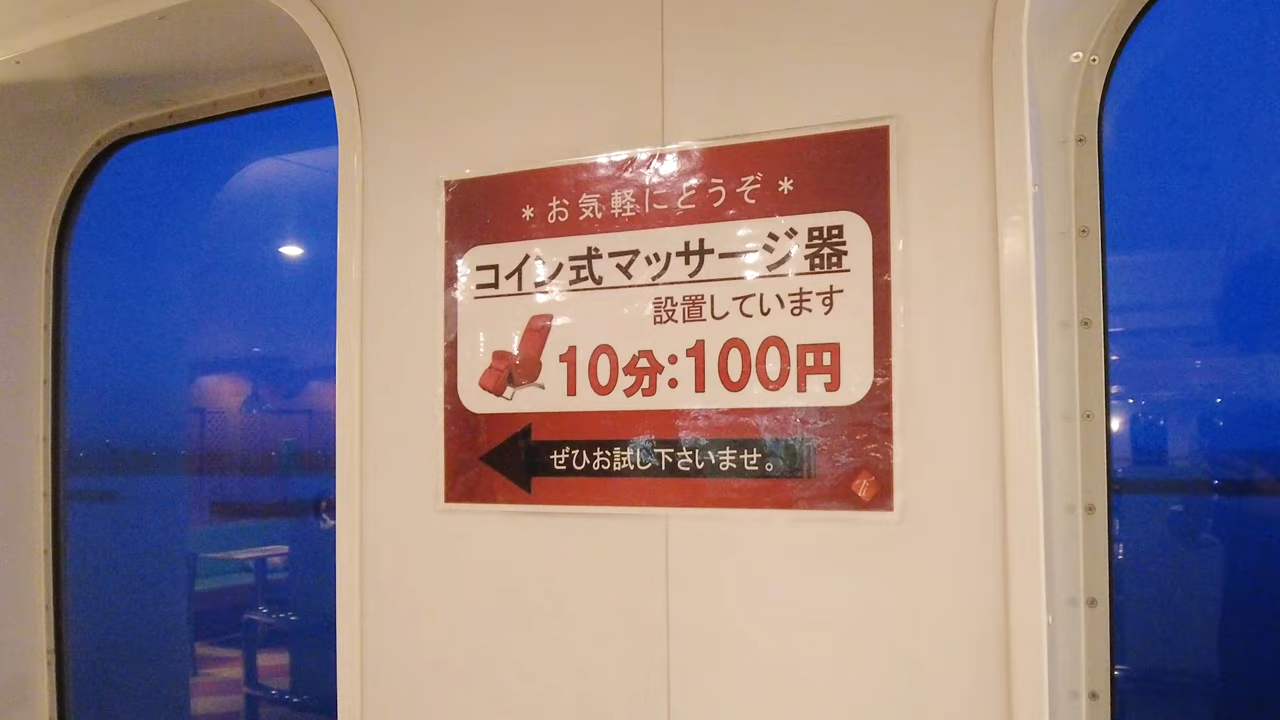 *お気軽にどうぞ*
コイン式マッサージ器
設置しています
10分:100円
ぜひお試し下さいませ。